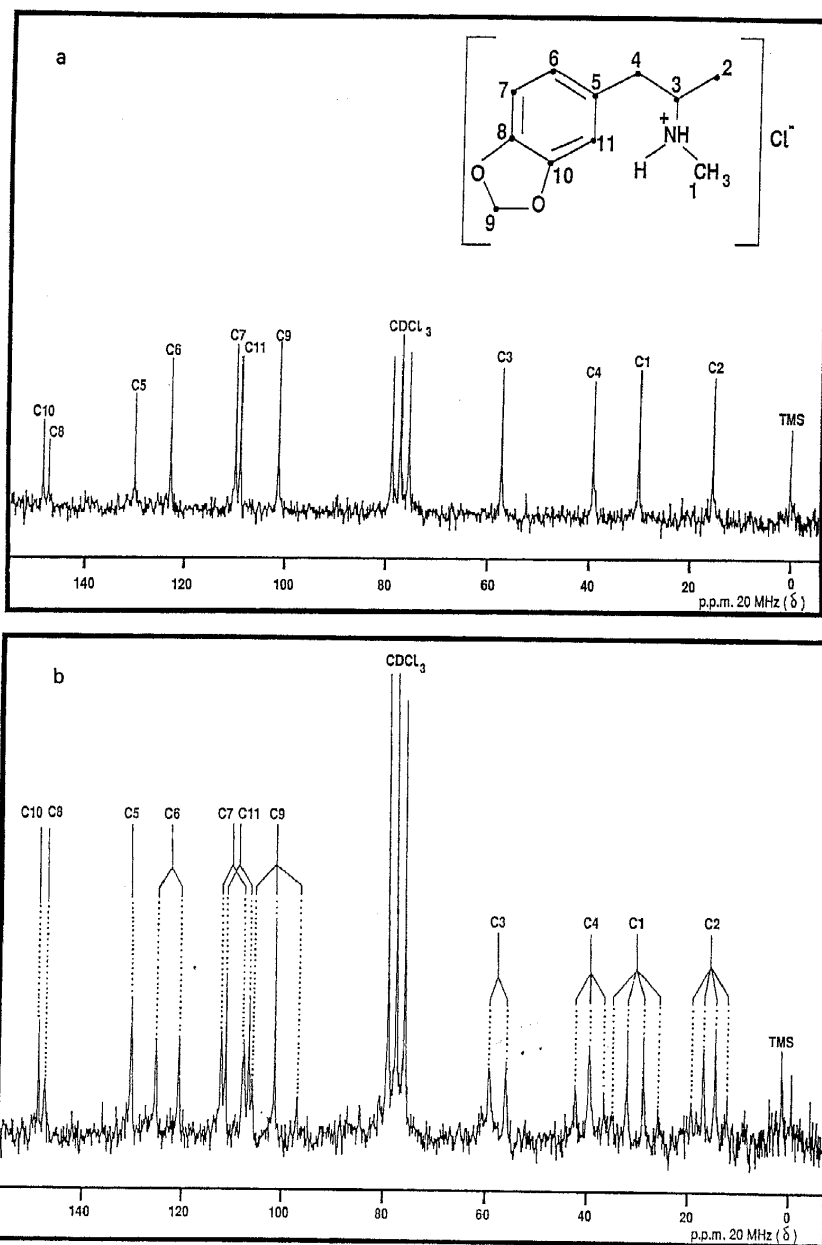 a
6
4
2
5
7
3
+
NH
Cl⁻
8
11
10
H
CH3
1
O
O
9
CDCl3
C7
C9
C6
C11
C3
C1
C4
C2
C5
C10
C8
TMS
140 120 100 80 60 40 20 0
p.p.m. 20 MHz (δ)
b
CDCl3
C10 C8 C5 C6 C7 C11 C9
C3 C4 C1 C2
TMS
140 120 100 80 60 40 20 0
p.p.m. 20 MHz (δ)